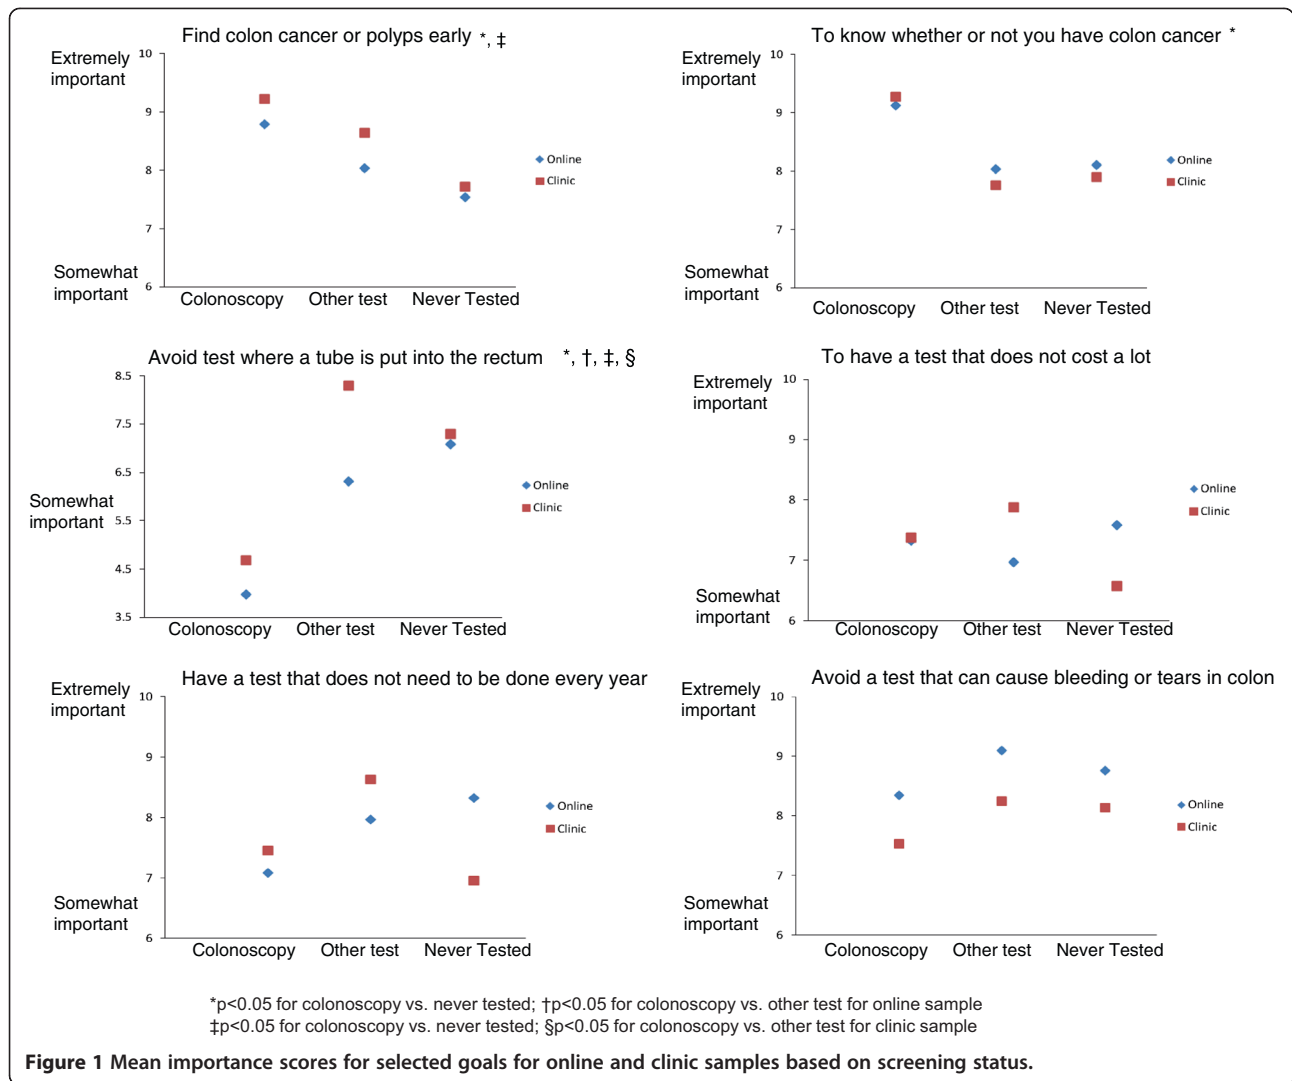 Find colon cancer or polyps early *, ‡
Extremely
important
10
9
8
7
6
Somewhat
important
Colonoscopy Other test Never Tested
Online
Clinic
To know whether or not you have colon cancer *
Extremely
important
10
9
8
7
6
Somewhat
important
Colonoscopy Other test Never Tested
Online
Clinic
Avoid test where a tube is put into the rectum *, †, ‡, §
8.5
7.5
6.5
5.5
4.5
3.5
Somewhat
important
Colonoscopy Other test Never Tested
Online
Clinic
To have a test that does not cost a lot
Extremely
important
10
9
8
7
6
Somewhat
important
Colonoscopy Other test Never Tested
Online
Clinic
Have a test that does not need to be done every year
Extremely
important
10
9
8
7
6
Somewhat
important
Colonoscopy Other test Never Tested
Online
Clinic
Avoid a test that can cause bleeding or tears in colon
Extremely
important
10
9
8
7
6
Somewhat
important
Colonoscopy Other test Never Tested
Online
Clinic
*p<0.05 for colonoscopy vs. never tested; †p<0.05 for colonoscopy vs. other test for online sample
‡p<0.05 for colonoscopy vs. never tested; §p<0.05 for colonoscopy vs. other test for clinic sample
Figure 1 Mean importance scores for selected goals for online and clinic samples based on screening status.